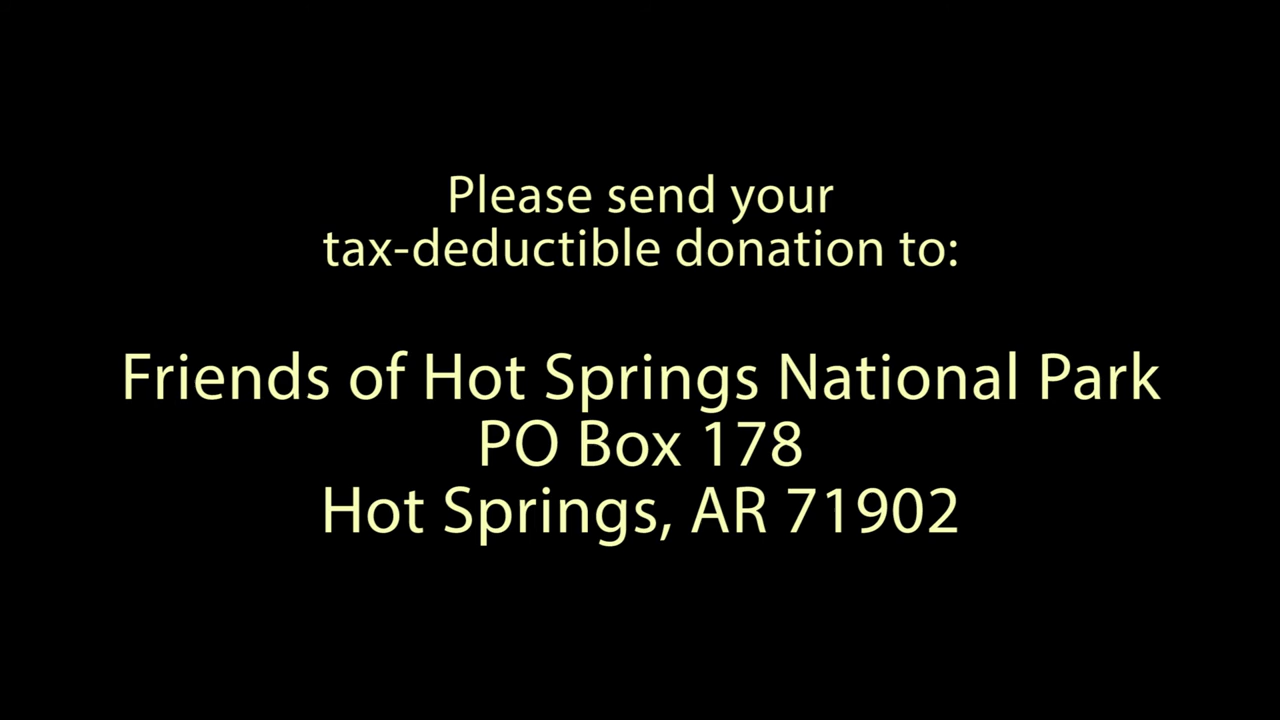 Please send your
tax-deductible donation to:
Friends of Hot Springs National Park
PO Box 178
Hot Springs, AR 71902